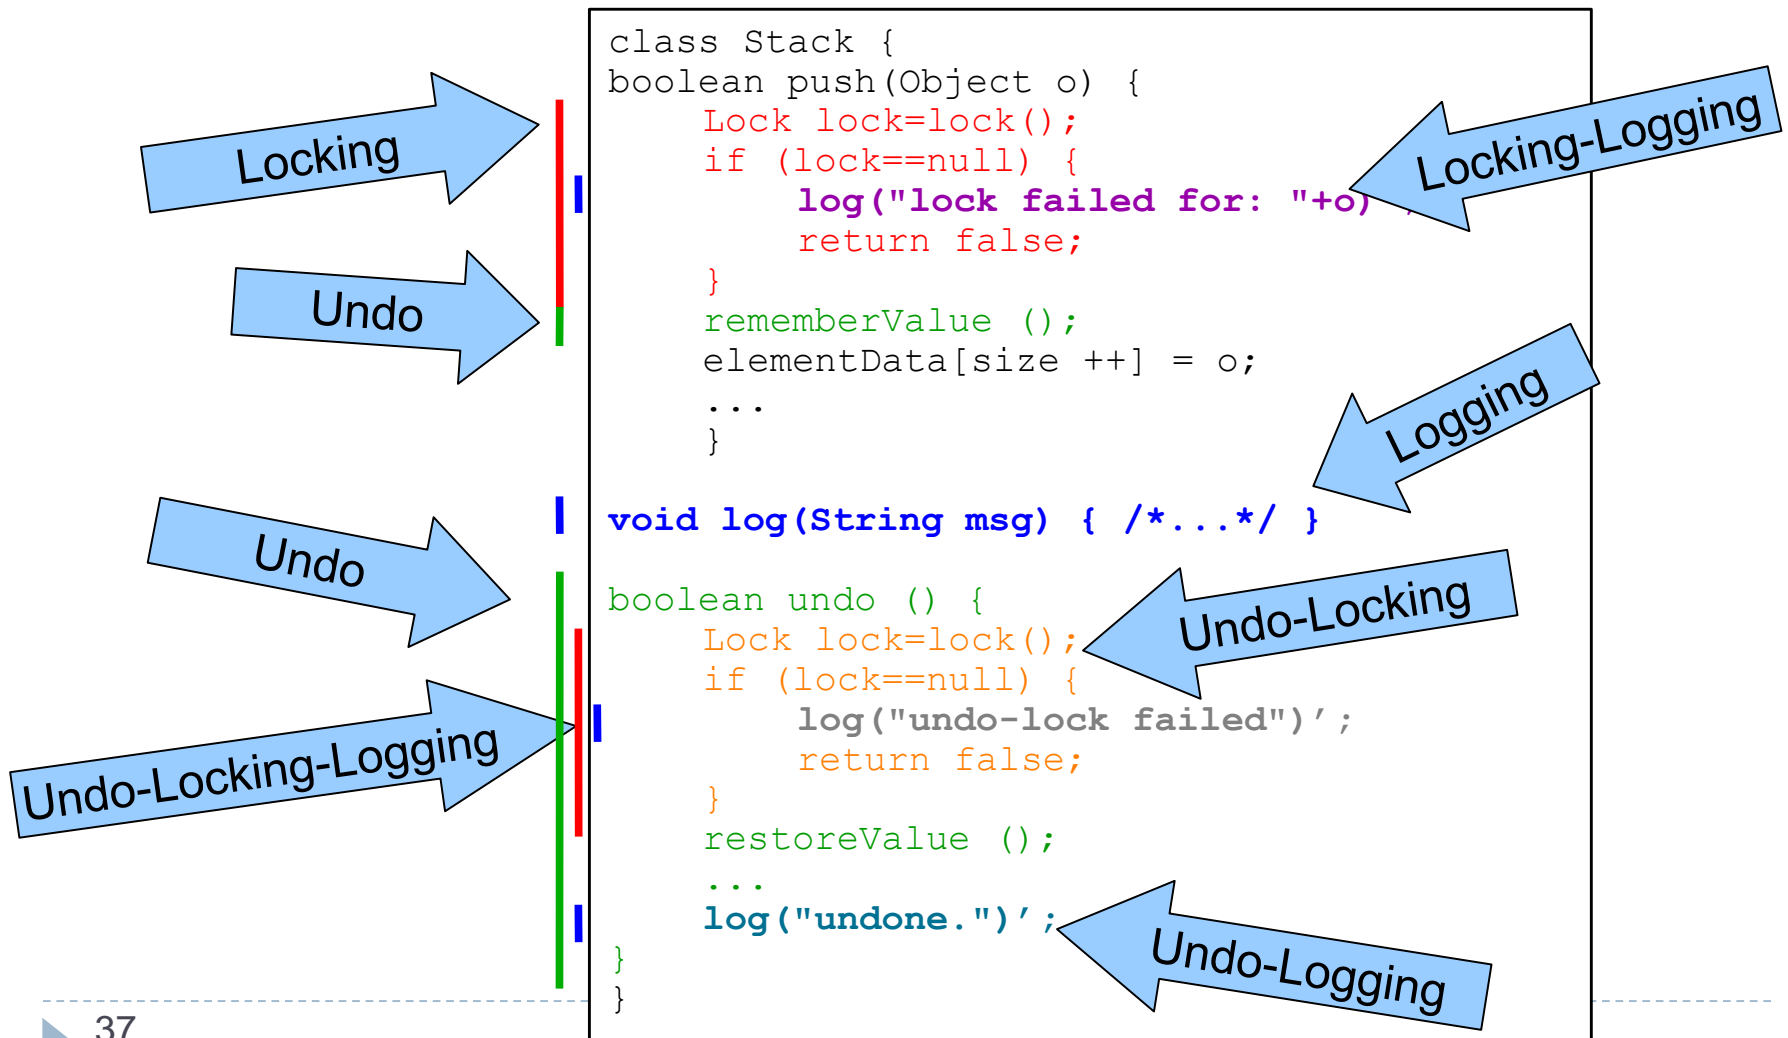 class Stack {
boolean push(Object o) {
Lock lock=lock();
if (lock==null) {
log("lock failed for: "+o) ;
return false;
}
rememberValue ();
elementData[size ++] = o;
...
}
void log(String msg) { /*...*/ }
boolean undo () {
Lock lock=lock();
if (lock==null) {
log("undo-lock failed")’;
return false;
}
restoreValue ();
...
log("undone.")’;
}
}
Locking
Locking-Logging
Undo
Logging
Undo
Undo-Locking
Undo-Locking-Logging
Undo-Logging
37